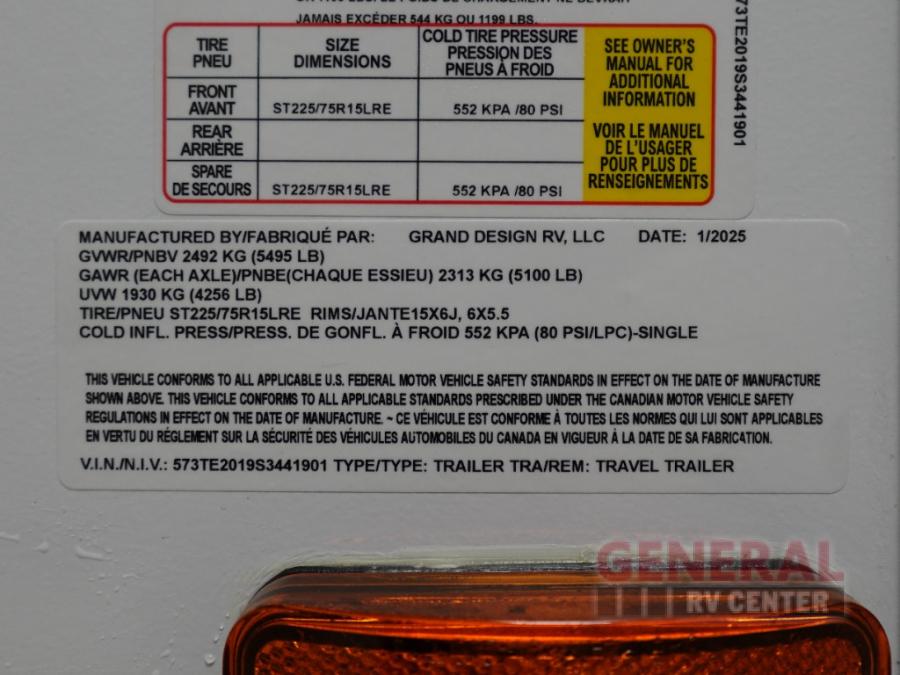 JAMAIS EXCÉDER 544 KG OU 1199 LBS.
TIRE PNEU SIZE DIMENSIONS COLD TIRE PRESSURE PRESSION DES PNEUS À FROID
FRONT AVANT ST225/75R15LRE 552 KPA /80 PSI
REAR ARRIÈRE
SPARE DE SECOURS ST225/75R15LRE 552 KPA /80 PSI
SEE OWNER'S
MANUAL FOR
ADDITIONAL
INFORMATION
VOIR LE MANUEL
DE L'USAGER
POUR PLUS DE
RENSEIGNEMENTS
73TE2019S3441901
MANUFACTURED BY/FABRIQUÉ PAR: GRAND DESIGN RV, LLC DATE: 1/2025
GVWR/PNBV 2492 KG (5495 LB)
GAWR (EACH AXLE)/PNBE(CHAQUE ESSIEU) 2313 KG (5100 LB)
UVW 1930 KG (4256 LB)
TIRE/PNEU ST225/75R15LRE RIMS/JANTE15X6J, 6X5.5
COLD INFL. PRESS/PRESS. DE GONFL. À FROID 552 KPA (80 PSI/LPC)-SINGLE
THIS VEHICLE CONFORMS TO ALL APPLICABLE U.S. FEDERAL MOTOR VEHICLE SAFETY STANDARDS IN EFFECT ON THE DATE OF MANUFACTURE
SHOWN ABOVE. THIS VEHICLE CONFORMS TO ALL APPLICABLE STANDARDS PRESCRIBED UNDER THE CANADIAN MOTOR VEHICLE SAFETY
REGULATIONS IN EFFECT ON THE DATE OF MANUFACTURE. ~ CE VÉHICULE EST CONFORME À TOUTES LES NORMES QUI LUI SONT APPLICABLES
EN VERTU DU RÉGLEMENT SUR LA SÉCURITÉ DES VÉHICULES AUTOMOBILES DU CANADA EN VIGUEUR À LA DATE DE SA FABRICATION.
V.I.N./N.I.V.: 573TE2019S3441901 TYPE/TYPE: TRAILER TRA/REM: TRAVEL TRAILER
GENERAL
RV CENTER